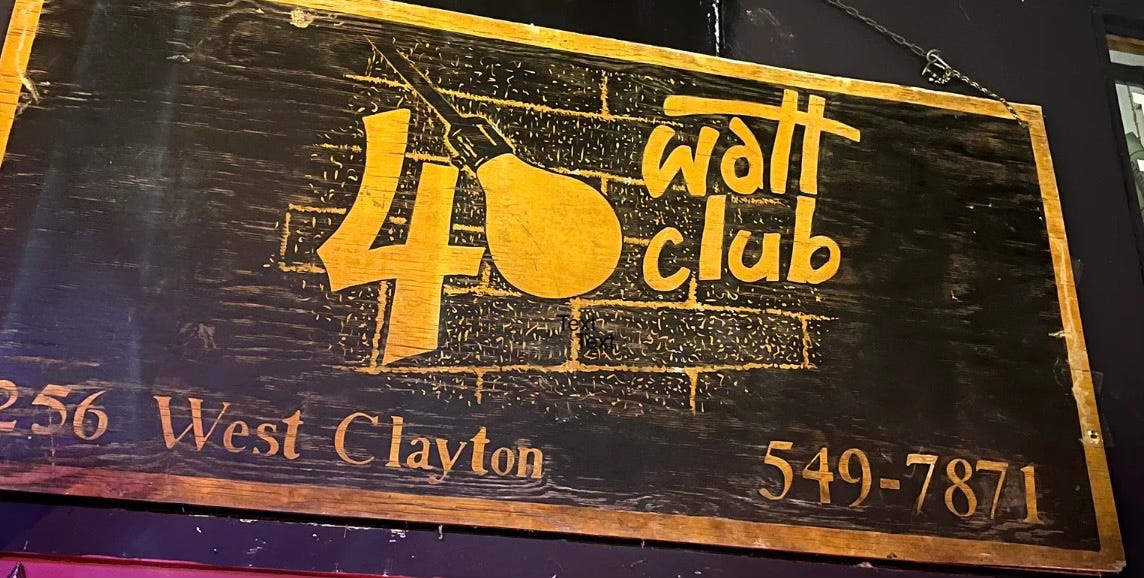 40 watt
club
Text
Text
256 West Clayton 549-7871